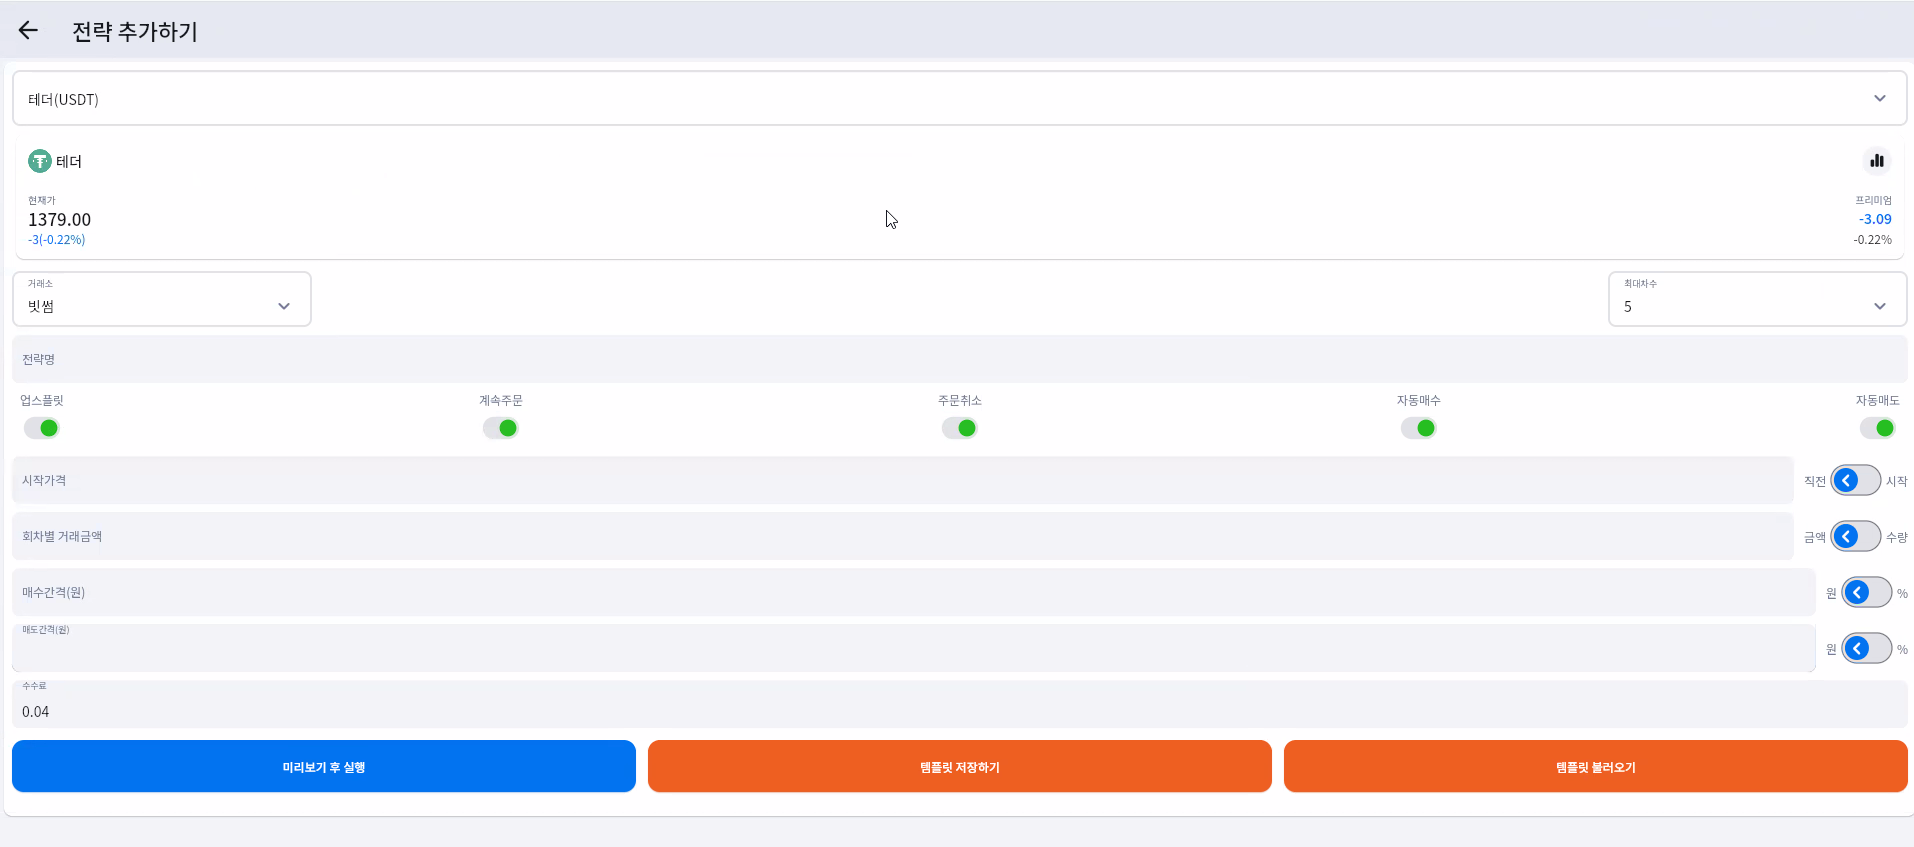 전략 추가하기
테더(USDT)
테더
현재가
1379.00
-3(-0.22%)
프리미엄
-3.09
-0.22%
거래소
빗썸
최대차수
5
전략명
업스플릿 계속주문 주문취소 자동매수 자동매도
시작가격
직전 시작
회차별 거래금액
금액 수량
매수간격(원)
원 %
매도간격(원)
원 %
수수료
0.04
미리보기 후 실행 템플릿 저장하기 템플릿 불러오기